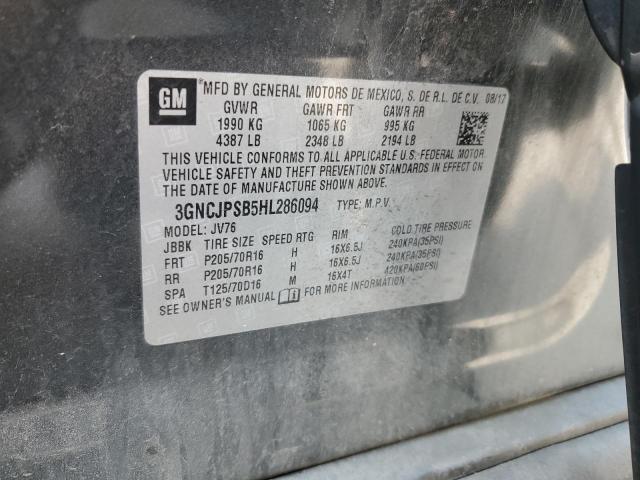 GM
*MFD BY GENERAL MOTORS DE MEXICO, S. DE R.L. DE C.V. 08/17
GVWR GAWR FRT GAWR RR
1990 KG 1065 KG 995 KG
4387 LB 2348 LB 2194 LB
THIS VEHICLE CONFORMS TO ALL APPLICABLE U.S. FEDERAL MOTOR
VEHICLE SAFETY AND THEFT PREVENTION STANDARDS IN EFFECT ON
THE DATE OF MANUFACTURE SHOWN ABOVE.
3GNCJPSB5HL286094 TYPE: M.P.V.
MODEL: JV76
JBBK TIRE SIZE SPEED RTG RIM COLD TIRE PRESSURE
FRT P205/70R16 H 16X6.5J 240KPA(35PSI)
RR P205/70R16 H 16X6.5J 240KPA(35PSI)
SPA T125/70D16 M 16X4T 420KPA(60PSI)
SEE OWNER'S MANUAL FOR MORE INFORMATION